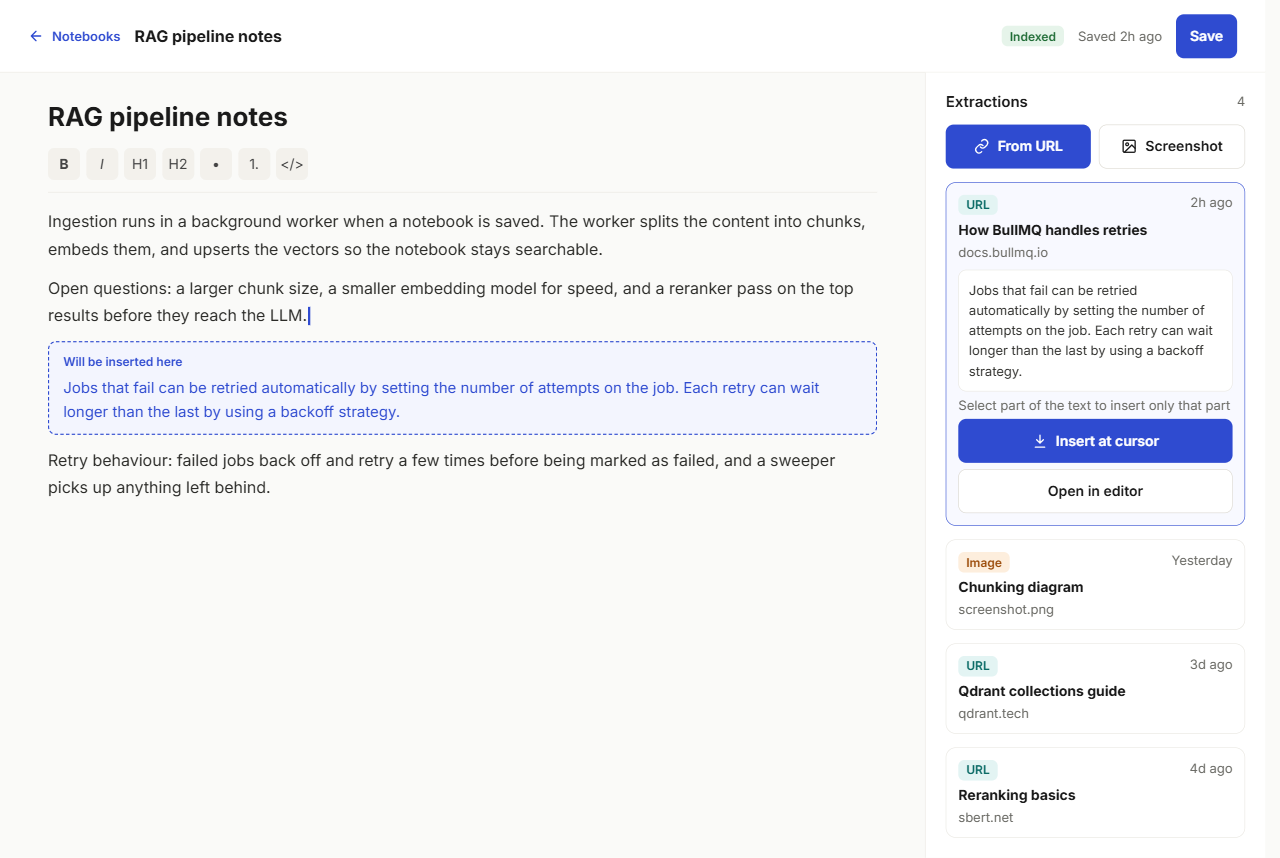 Notebooks RAG pipeline notes
Indexed Saved 2h ago Save
RAG pipeline notes
B I H1 H2 • 1. </>
Ingestion runs in a background worker when a notebook is saved. The worker splits the content into chunks,
embeds them, and upserts the vectors so the notebook stays searchable.
Open questions: a larger chunk size, a smaller embedding model for speed, and a reranker pass on the top
results before they reach the LLM.
Will be inserted here
Jobs that fail can be retried automatically by setting the number of attempts on the job. Each retry can wait
longer than the last by using a backoff strategy.
Retry behaviour: failed jobs back off and retry a few times before being marked as failed, and a sweeper
picks up anything left behind.
Extractions 4
From URL Screenshot
URL 2h ago
How BullMQ handles retries
docs.bullmq.io
Jobs that fail can be retried
automatically by setting the number of
attempts on the job. Each retry can wait
longer than the last by using a backoff
strategy.
Select part of the text to insert only that part
Insert at cursor
Open in editor
Image Yesterday
Chunking diagram
screenshot.png
URL 3d ago
Qdrant collections guide
qdrant.tech
URL 4d ago
Reranking basics
sbert.net